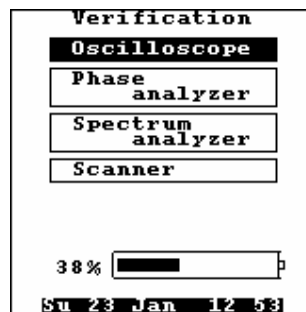 Verification
Oscilloscope
Phase
analyzer
Spectrum
analyzer
Scanner
38%
Su 23 Jan 12 53